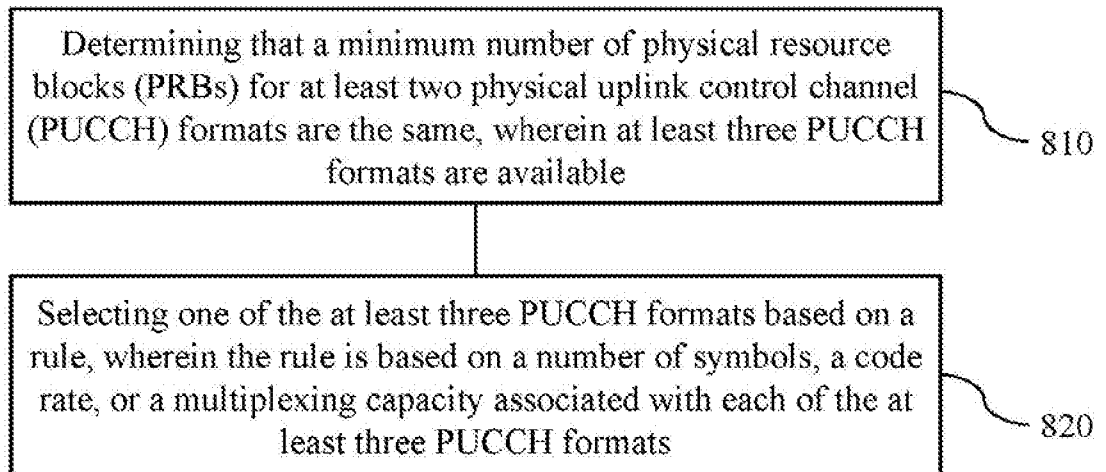 Determining that a minimum number of physical resource
blocks (PRBs) for at least two physical uplink control channel
(PUCCH) formats are the same, wherein at least three PUCCH
formats are available
810
Selecting one of the at least three PUCCH formats based on a
rule, wherein the rule is based on a number of symbols, a code
rate, or a multiplexing capacity associated with each of the at
least three PUCCH formats
820